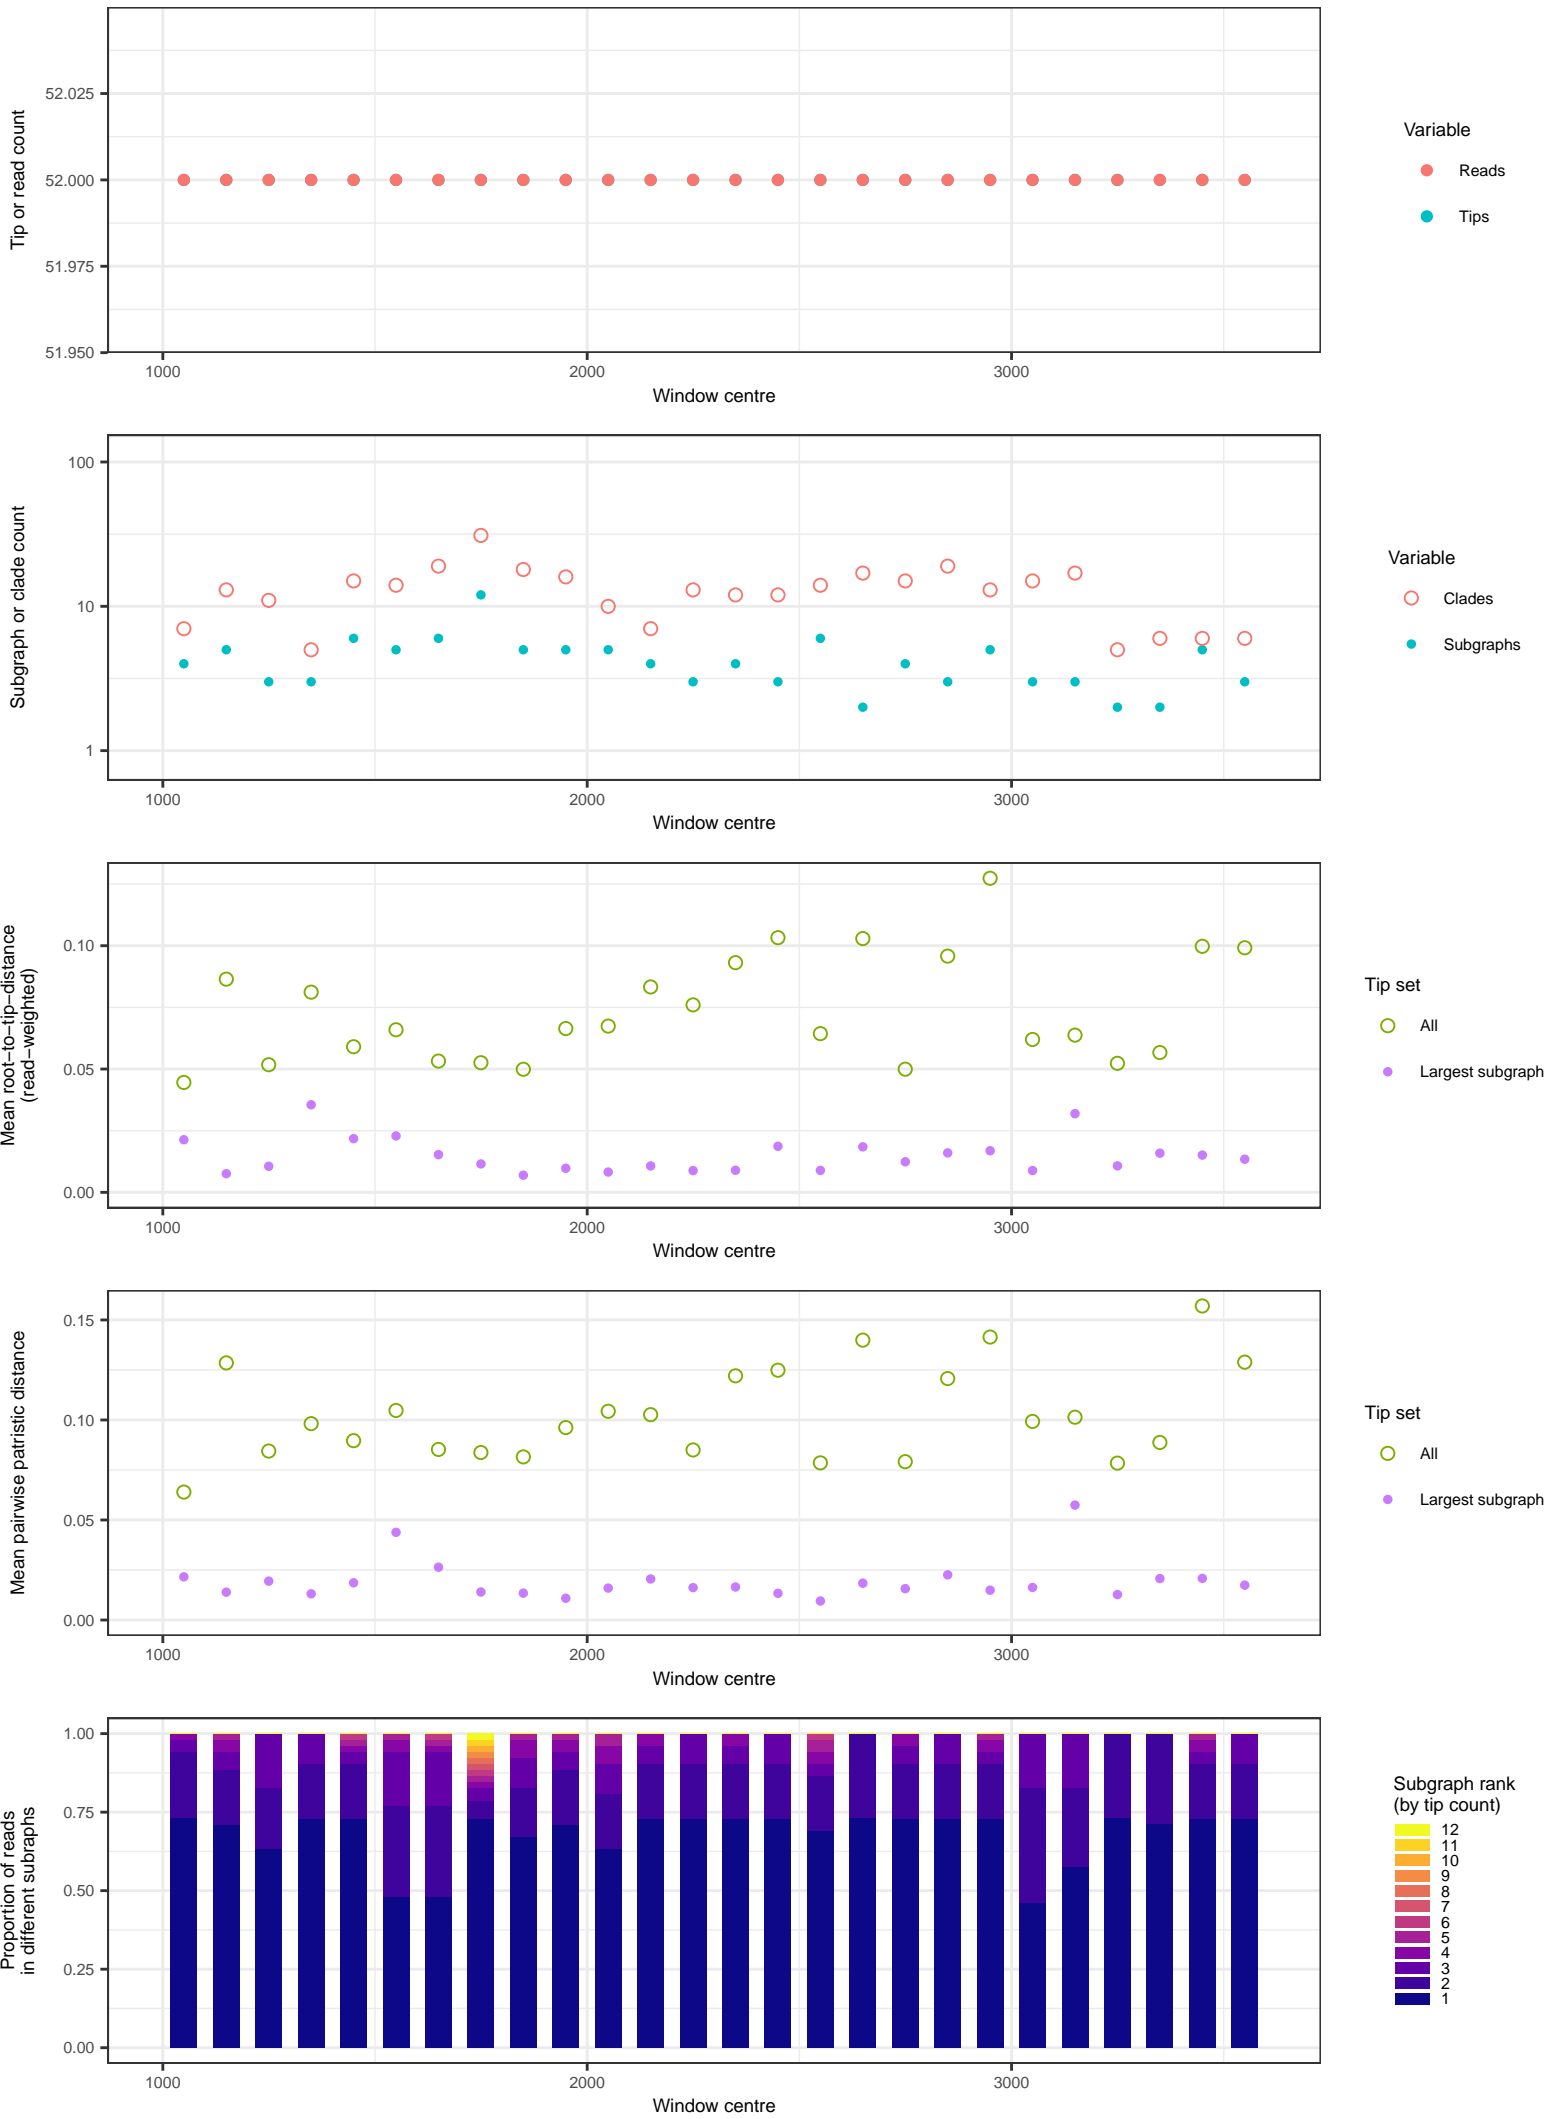 Tip or read count
52.025
52.000
51.975
51.950
1000
2000
3000
Window centre
Variable
Reads
Tips
Subgraph or clade count
100
10
1
1000
2000
3000
Window centre
Variable
Clades
Subgraphs
Mean root−to−tip−distance
(read−weighted)
0.10
0.05
0.00
1000
2000
3000
Window centre
Tip set
All
Largest subgraph
Mean pairwise patristic distance
0.15
0.10
0.05
0.00
1000
2000
3000
Window centre
Tip set
All
Largest subgraph
Proportion of reads
in different subraphs
1.00
0.75
0.50
0.25
0.00
1000
2000
3000
Window centre
Subgraph rank
(by tip count)
12
11
10
9
8
7
6
5
4
3
2
1